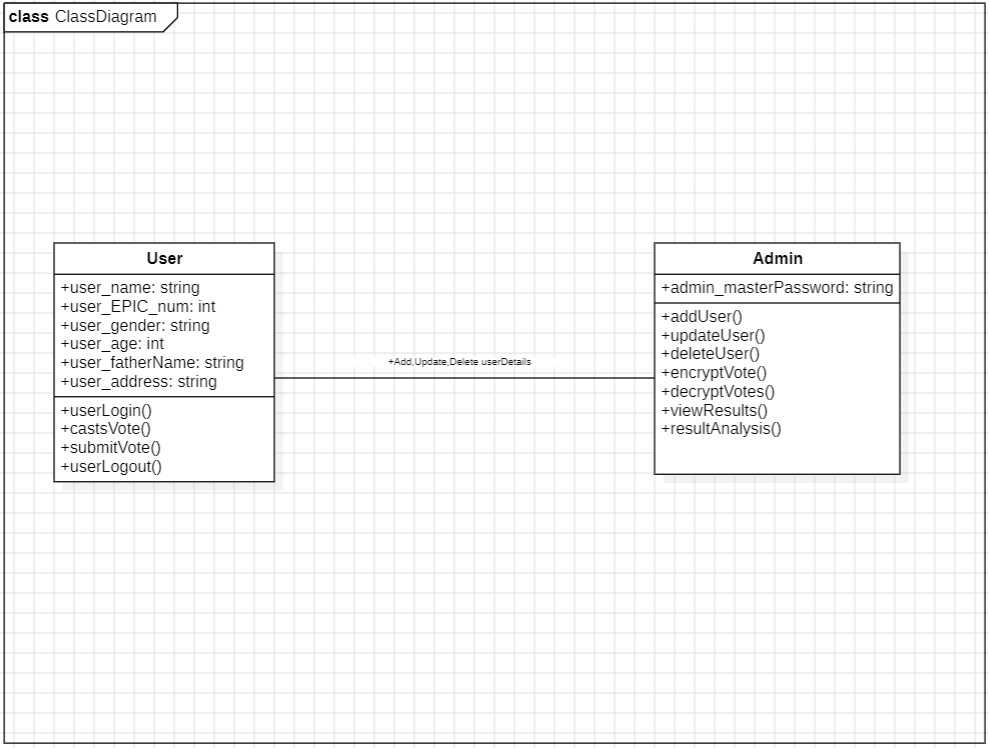 class ClassDiagram
User
+user_name: string
+user_EPIC_num: int
+user_gender: string
+user_age: int
+user_fatherName: string
+user_address: string
+userLogin()
+castsVote()
+submitVote()
+userLogout()
+Add,Update,Delete userDetails
Admin
+admin_masterPassword: string
+addUser()
+updateUser()
+deleteUser()
+encryptVote()
+decryptVotes()
+viewResults()
+resultAnalysis()